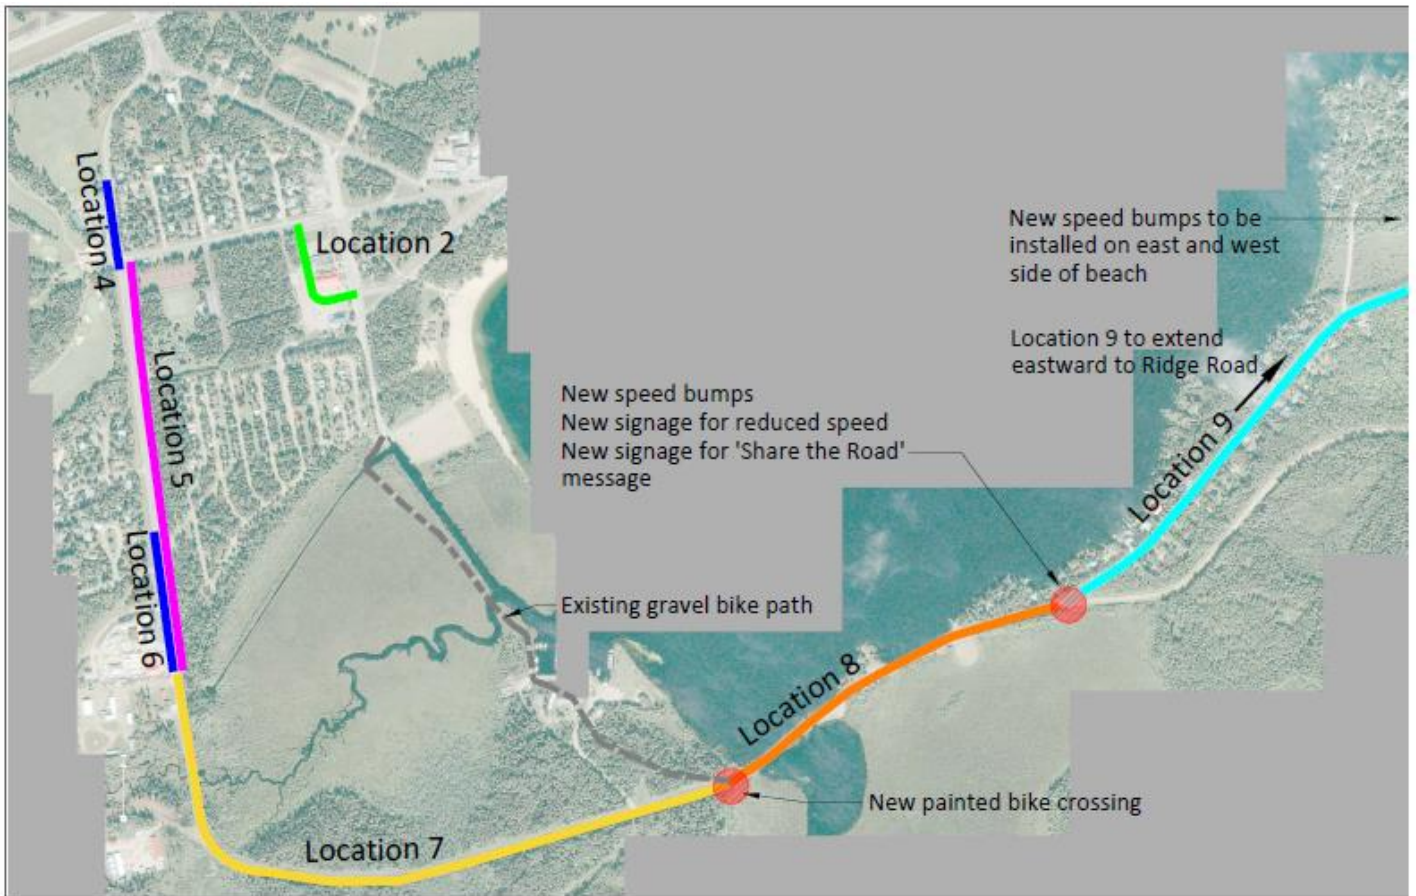 Location 4
Location 2
New speed bumps to be
installed on east and west
side of beach
Location 9 to extend
eastward to Ridge Road
Location 5
New speed bumps
New signage for reduced speed
New signage for 'Share the Road'
message
Location 9
Location 6
Existing gravel bike path
Location 8
New painted bike crossing
Location 7